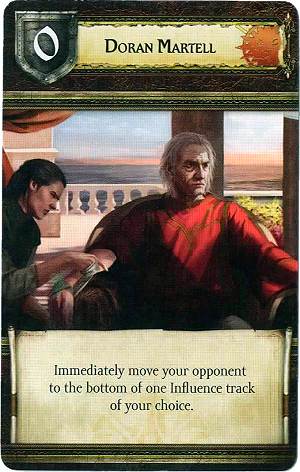 0
Doran Martell
Immediately move your opponent
to the bottom of one Influence track
of your choice.